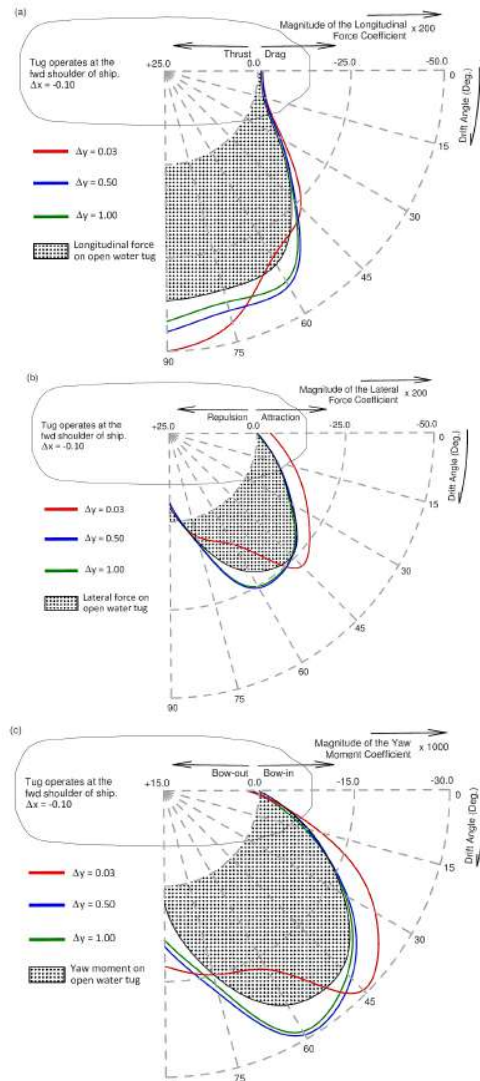 (a)
Magnitude of the Longitudinal
Force Coefficient x 200
Thrust Drag
Tug operates at the
fwd shoulder of ship.
Δx = -0.10
+25.0 0.0 -25.0 -50.0
0
Drift Angle (Deg.)
15
Δy = 0.03
Δy = 0.50
30
Δy = 1.00
Longitudinal force
on open water tug
45
60
75
90
(b)
Magnitude of the Lateral
Force Coefficient x 200
Repulsion Attraction
Tug operates at the
fwd shoulder of ship.
Δx = -0.10
+25.0 0.0 -25.0 -50.0
0
Drift Angle (Deg.)
15
Δy = 0.03
Δy = 0.50
30
Δy = 1.00
Lateral force on
open water tug
45
60
75
90
(c)
Magnitude of the Yaw
Moment Coefficient x 1000
Bow-out Bow-in
Tug operates at the
fwd shoulder of ship.
Δx = -0.10
+15.0 0.0 -15.0 -30.0
0
Drift Angle (Deg.)
15
Δy = 0.03
Δy = 0.50
30
Δy = 1.00
Yaw moment on
open water tug
45
60
75